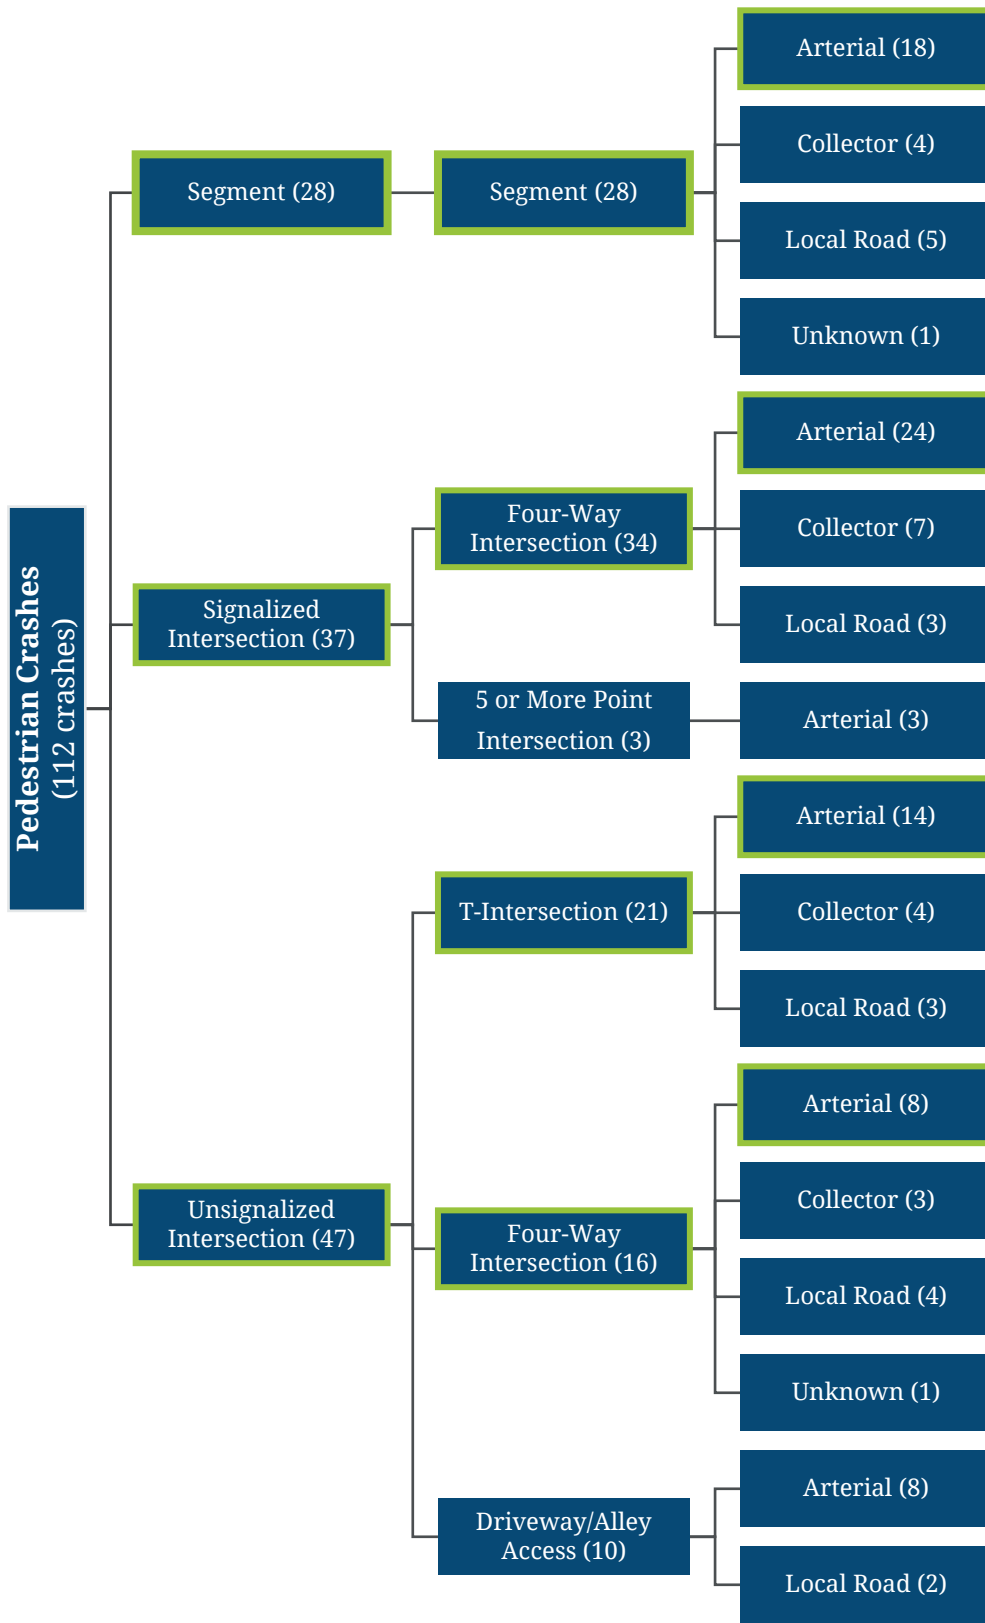 Pedestrian Crashes
(112 crashes)
Segment (28)
Segment (28)
Arterial (18)
Collector (4)
Local Road (5)
Unknown (1)
Signalized
Intersection (37)
Four-Way
Intersection (34)
Arterial (24)
Collector (7)
Local Road (3)
5 or More Point
Intersection (3)
Arterial (3)
Unsignalized
Intersection (47)
T-Intersection (21)
Arterial (14)
Collector (4)
Local Road (3)
Four-Way
Intersection (16)
Arterial (8)
Collector (3)
Local Road (4)
Unknown (1)
Driveway/Alley
Access (10)
Arterial (8)
Local Road (2)